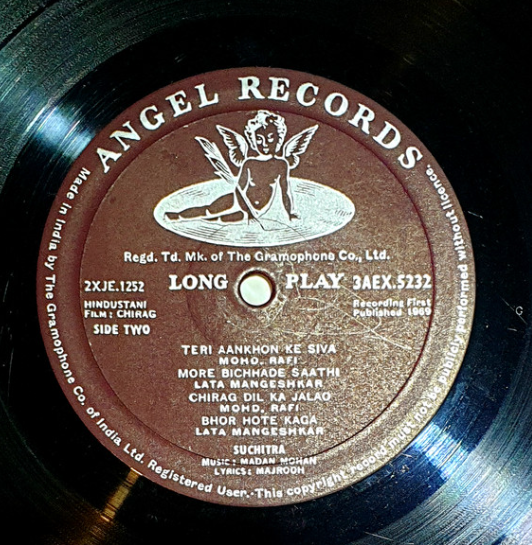 ANGEL RECORDS
Regd. Td. Mk. of The Gramophone Co., Ltd.
2XJE.1252
LONG PLAY
3AEX.5232
HINDUSTANI
FILM: CHIRAG
Recording First
Published 1969
SIDE TWO
TERI AANKHON KE SIVA
MOHD. RAFI
MORE BICHHADE SAATHI
LATA MANGESHKAR
CHIRAG DIL KA JALAO
MOHD. RAFI
BHOR HOTE KAGA
LATA MANGESHKAR
SUCHITRA
MUSIC: MADAN MOHAN
LYRICS: MAJROOH
Made in India by The Gramophone Co. of India Ltd. Registered User.·This copyright record must not be publicly performed without licence.